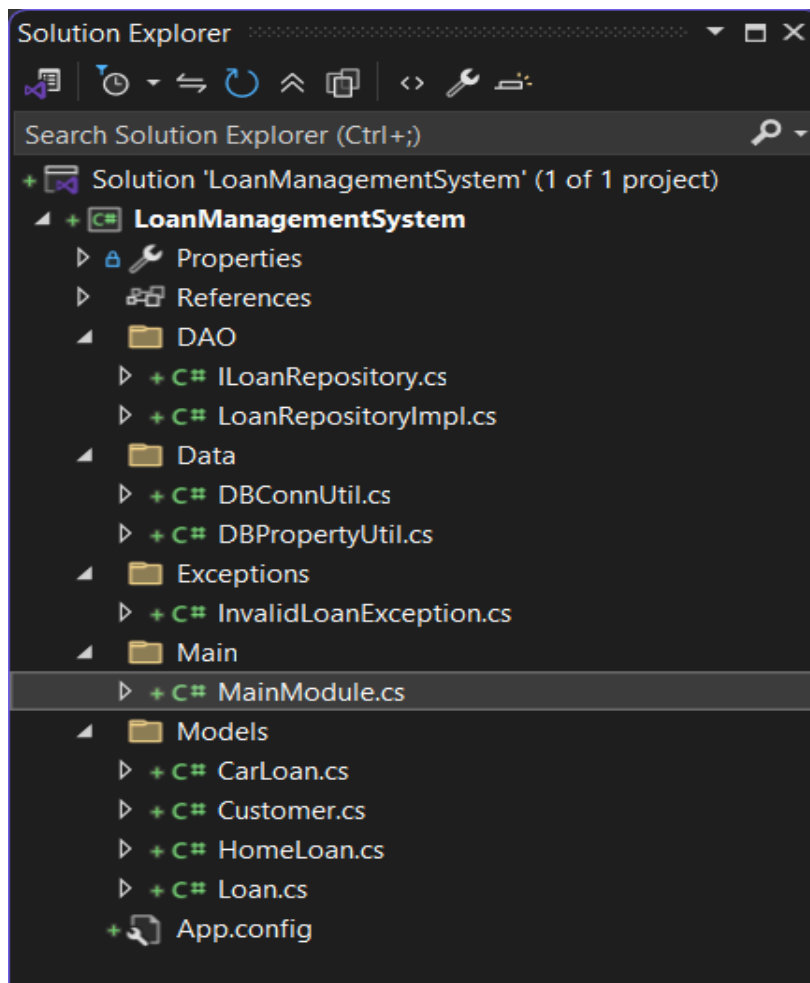 Solution Explorer
Search Solution Explorer (Ctrl+;)
Solution 'LoanManagementSystem' (1 of 1 project)
C# LoanManagementSystem
Properties
References
DAO
C# ILoanRepository.cs
C# LoanRepositoryImpl.cs
Data
C# DBConnUtil.cs
C# DBPropertyUtil.cs
Exceptions
C# InvalidLoanException.cs
Main
C# MainModule.cs
Models
C# CarLoan.cs
C# Customer.cs
C# HomeLoan.cs
C# Loan.cs
App.config